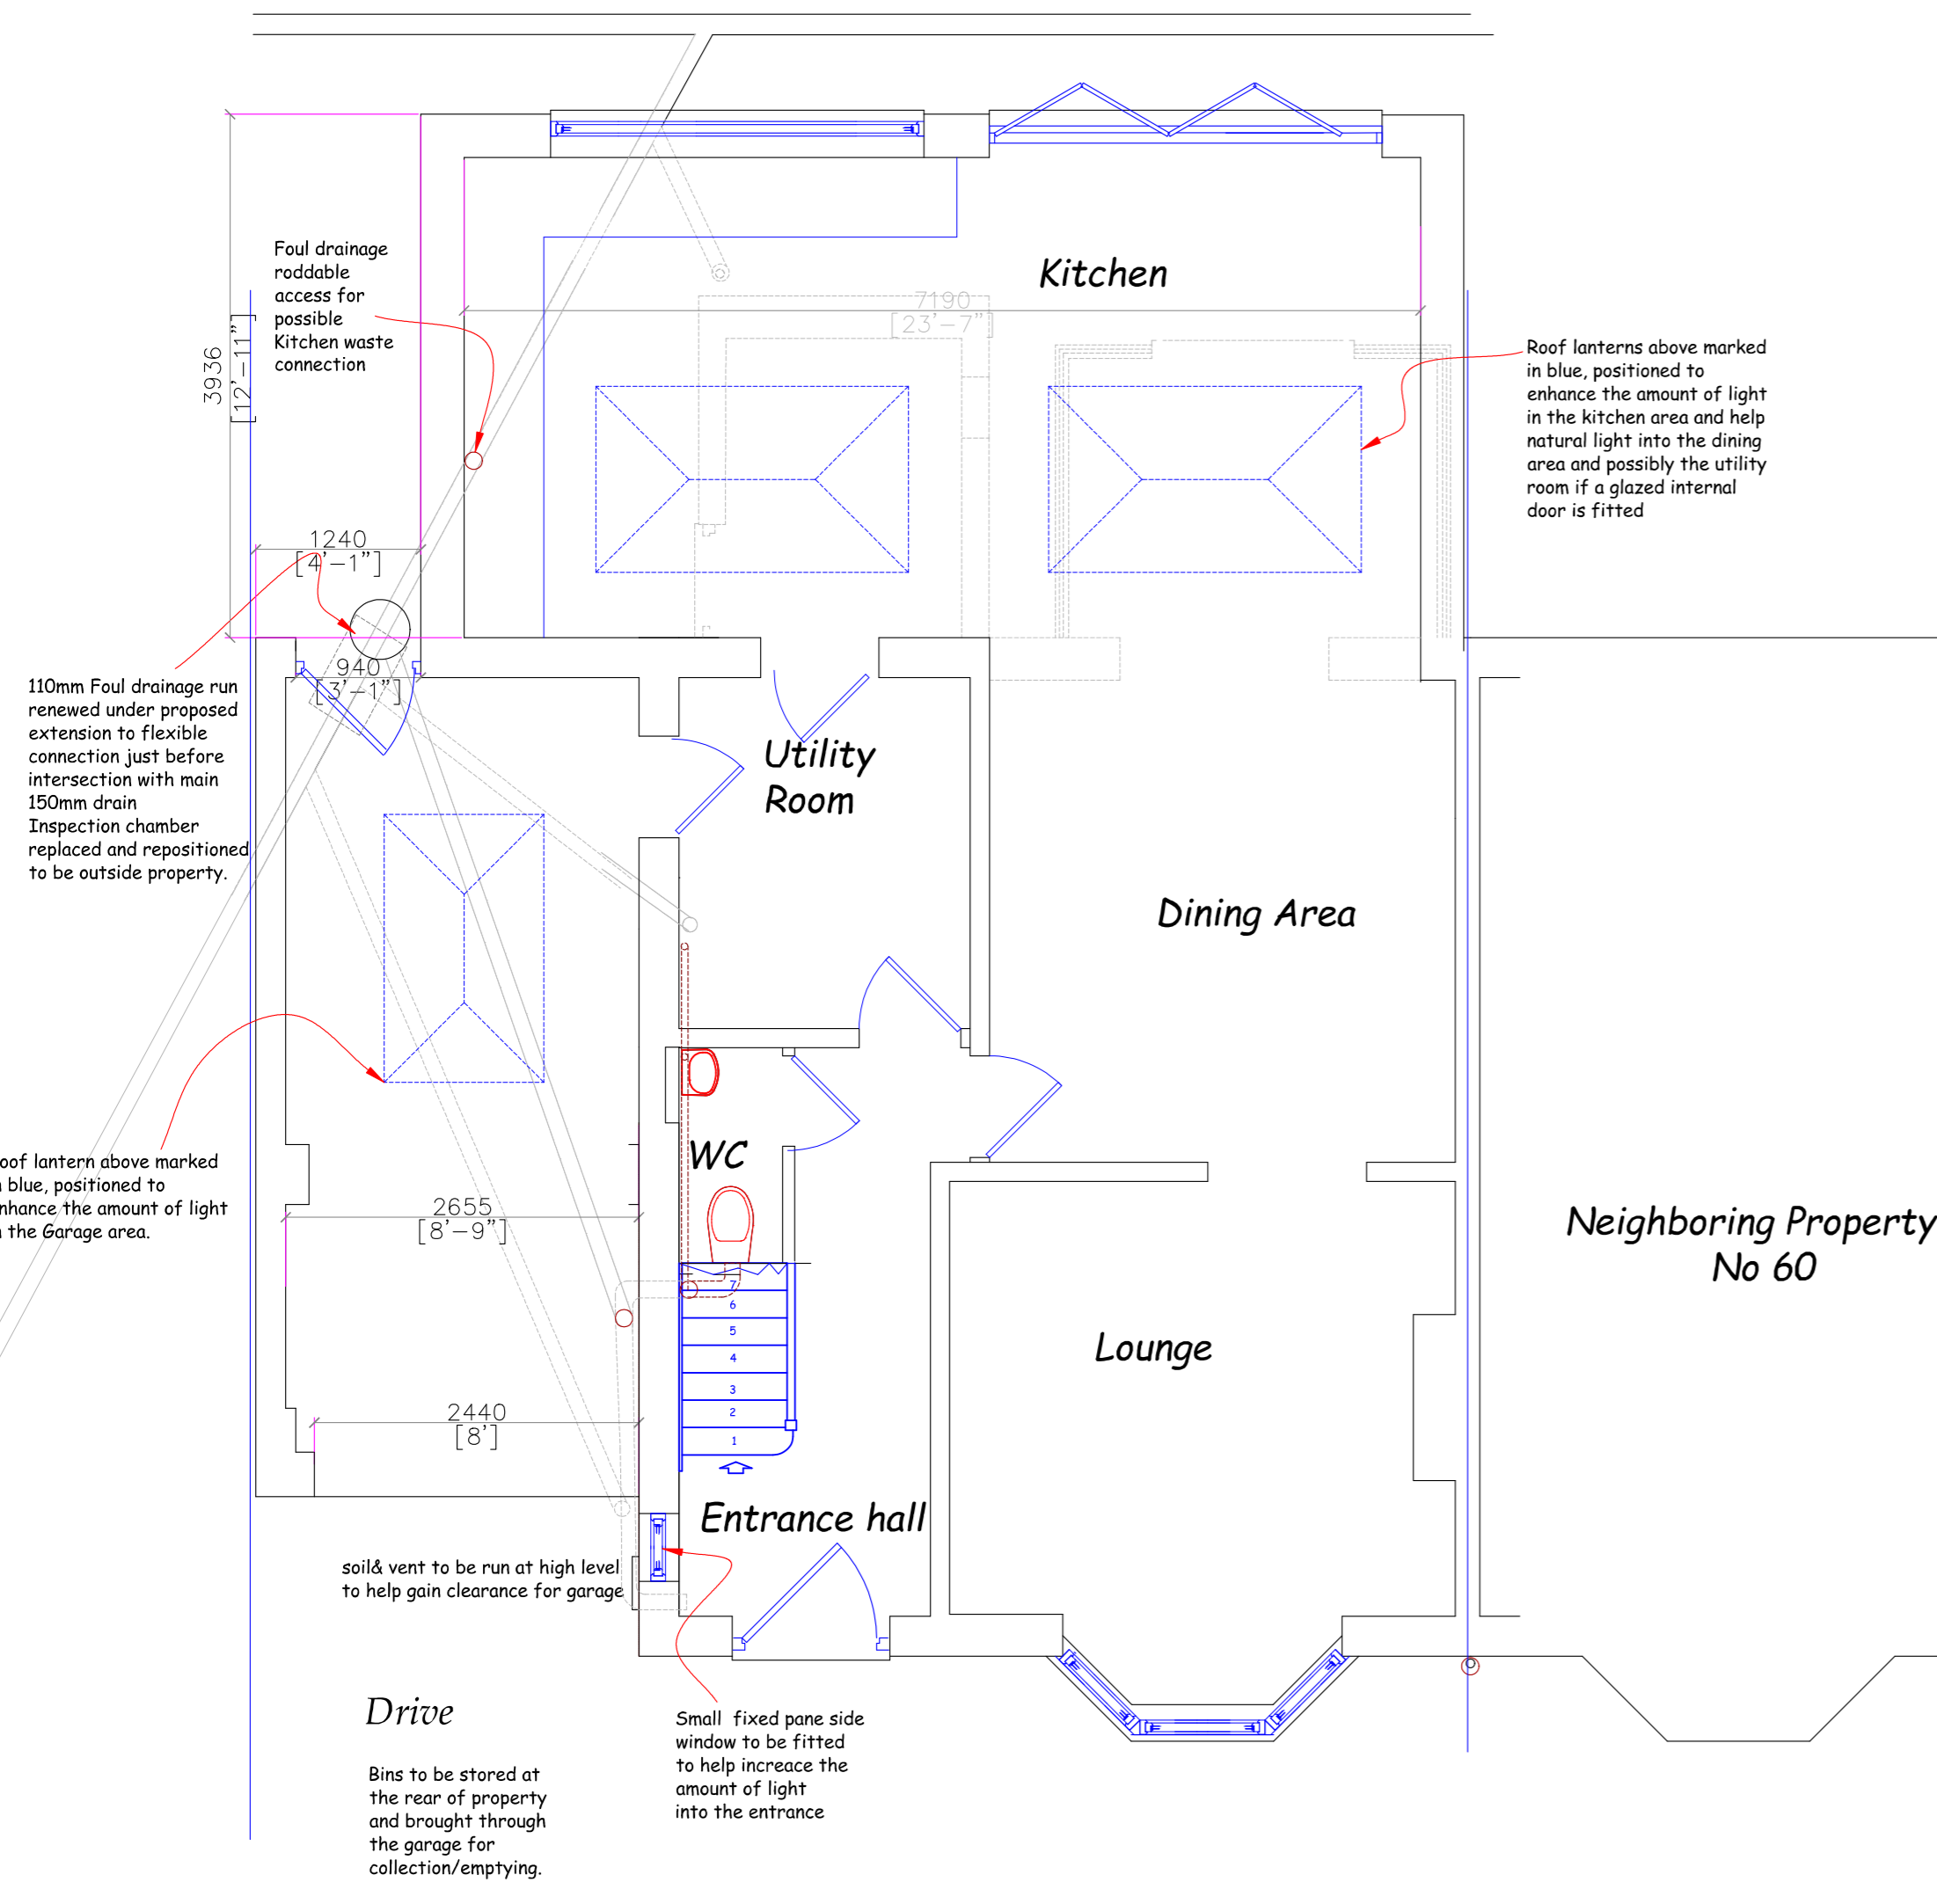 Foul drainage
roddable
access for
possible
Kitchen waste
connection
Kitchen
7190
[23'-7"]
3936
[12'-11"]
Roof lanterns above marked
in blue, positioned to
enhance the amount of light
in the kitchen area and help
natural light into the dining
area and possibly the utility
room if a glazed internal
door is fitted
1240
[4'-1"]
940
[3'-1"]
110mm Foul drainage run
renewed under proposed
extension to flexible
connection just before
intersection with main
150mm drain
Inspection chamber
replaced and repositioned
to be outside property.
Utility
Room
Dining Area
oof lantern above marked
n blue, positioned to
nhance the amount of light
n the Garage area.
WC
2655
[8'-9"]
Neighboring Property
No 60
7
6
5
4
3
2
1
Lounge
2440
[8']
Entrance hall
soil& vent to be run at high level
to help gain clearance for garage
Drive
Small fixed pane side
window to be fitted
to help increace the
amount of light
into the entrance
Bins to be stored at
the rear of property
and brought through
the garage for
collection/emptying.